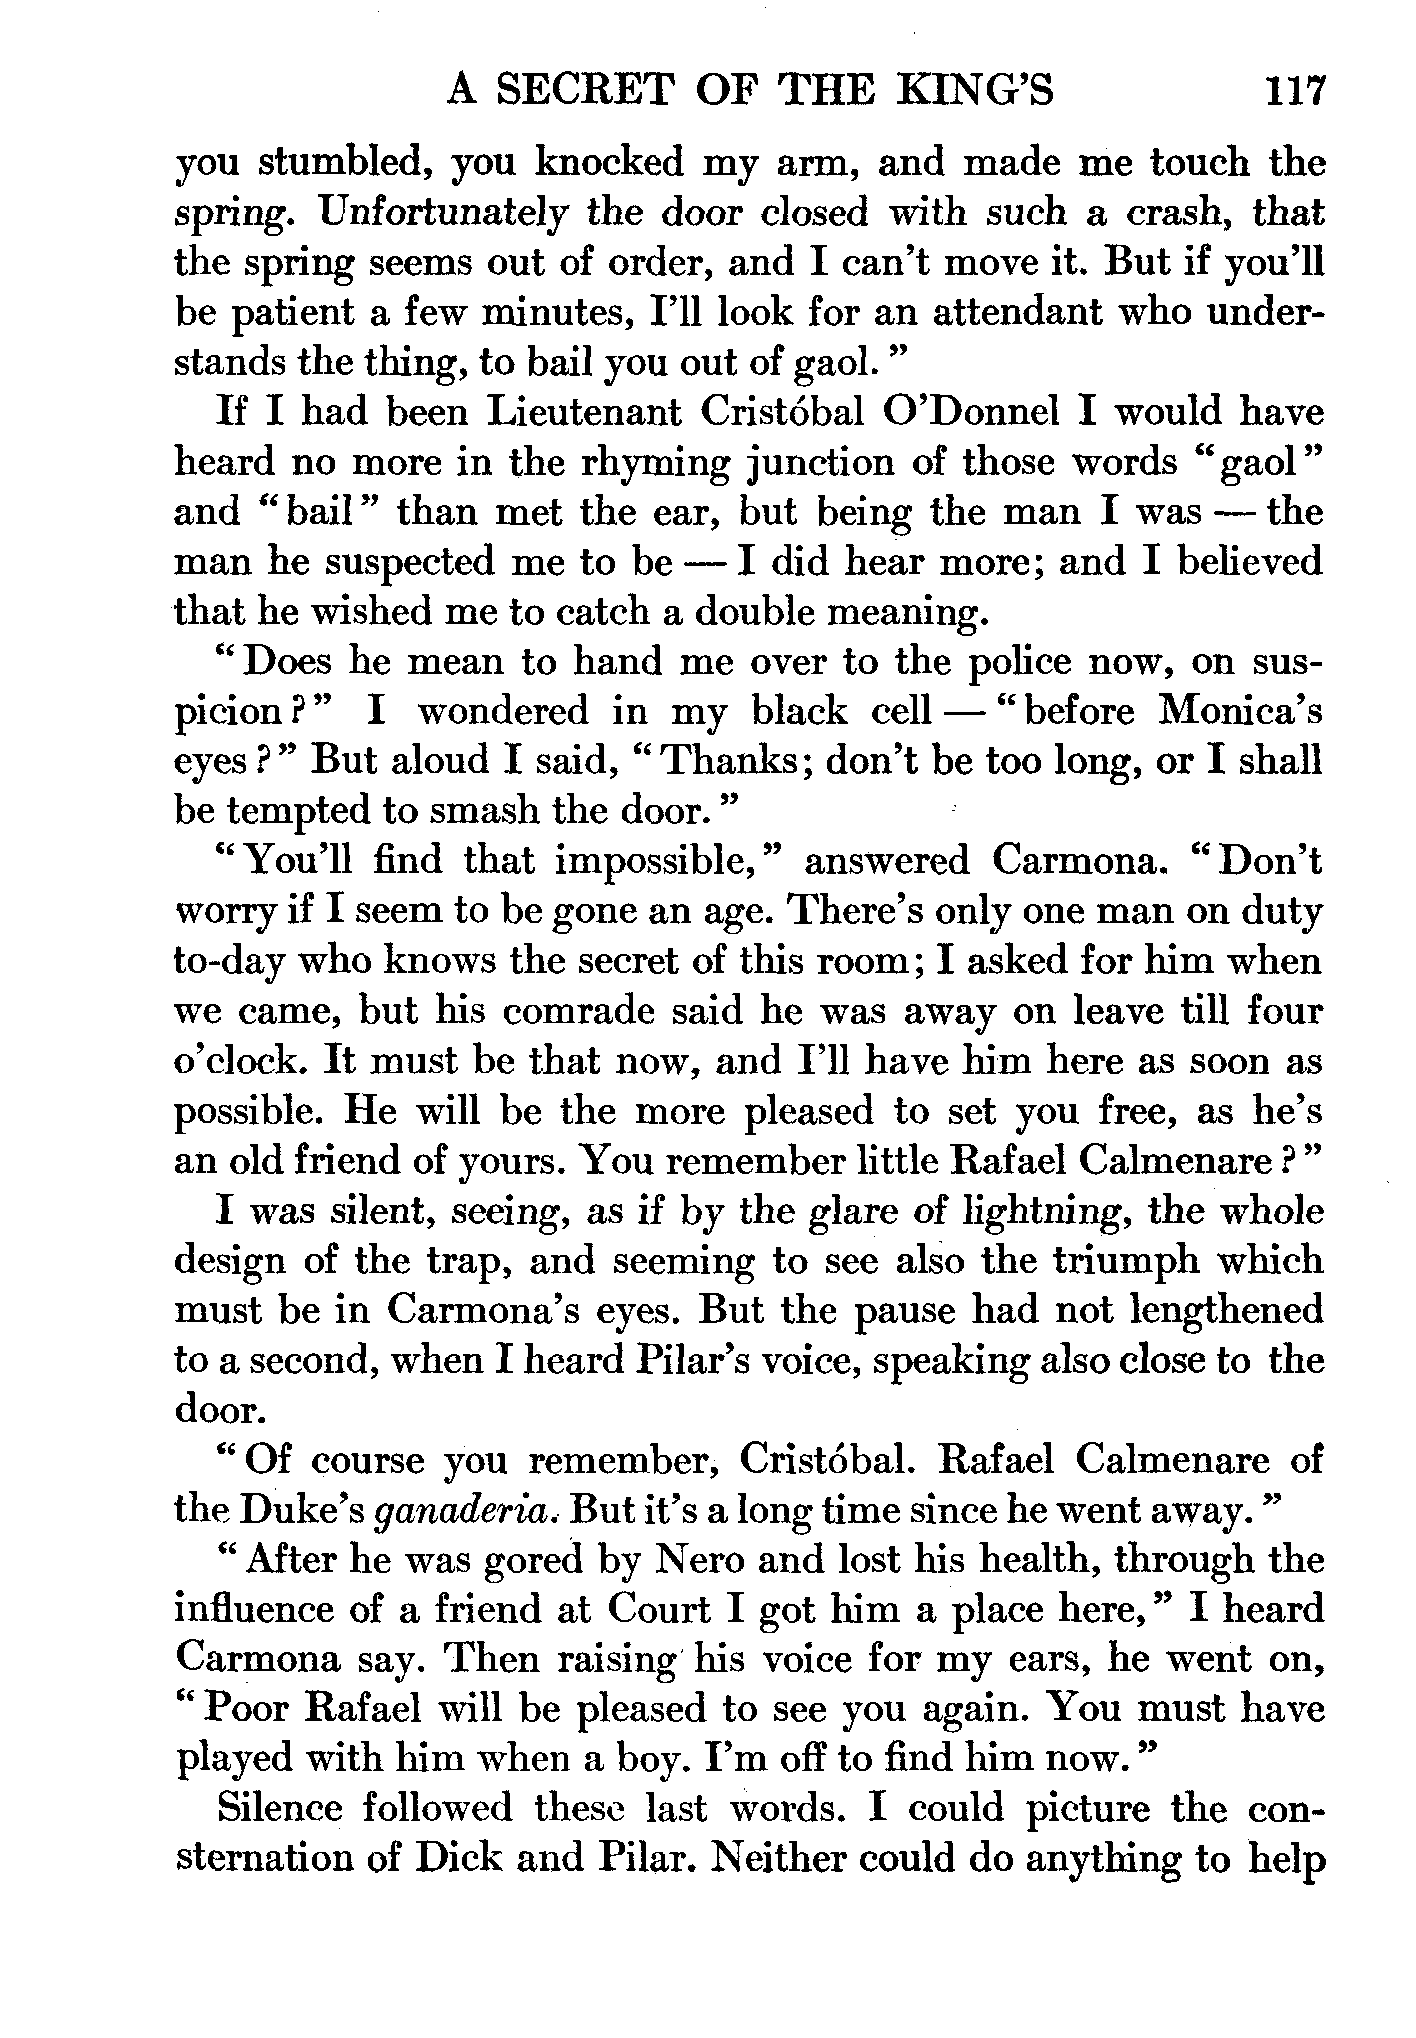 A SECRET OF THE KING'S 117
you stumbled, you knocked my arm, and made me touch the
spring. Unfortunately the door closed with such a crash, that
the spring seems out of order, and I can't move it. But if you'll
be patient a few minutes, I'll look for an attendant who under-
stands the thing, to bail you out of gaol."
If I had been Lieutenant Cristóbal O'Donnel I would have
heard no more in the rhyming junction of those words "gaol"
and "bail" than met the ear, but being the man I was — the
man he suspected me to be — I did hear more; and I believed
that he wished me to catch a double meaning.
"Does he mean to hand me over to the police now, on sus-
picion?" I wondered in my black cell — "before Monica's
eyes?" But aloud I said, "Thanks; don't be too long, or I shall
be tempted to smash the door."
"You'll find that impossible," answered Carmona. "Don't
worry if I seem to be gone an age. There's only one man on duty
to-day who knows the secret of this room; I asked for him when
we came, but his comrade said he was away on leave till four
o'clock. It must be that now, and I'll have him here as soon as
possible. He will be the more pleased to set you free, as he's
an old friend of yours. You remember little Rafael Calmenare?"
I was silent, seeing, as if by the glare of lightning, the whole
design of the trap, and seeming to see also the triumph which
must be in Carmona's eyes. But the pause had not lengthened
to a second, when I heard Pilar's voice, speaking also close to the
door.
"Of course you remember, Cristóbal. Rafael Calmenare of
the Duke's ganaderia. But it's a long time since he went away."
"After he was gored by Nero and lost his health, through the
influence of a friend at Court I got him a place here," I heard
Carmona say. Then raising his voice for my ears, he went on,
"Poor Rafael will be pleased to see you again. You must have
played with him when a boy. I'm off to find him now."
Silence followed these last words. I could picture the con-
sternation of Dick and Pilar. Neither could do anything to help